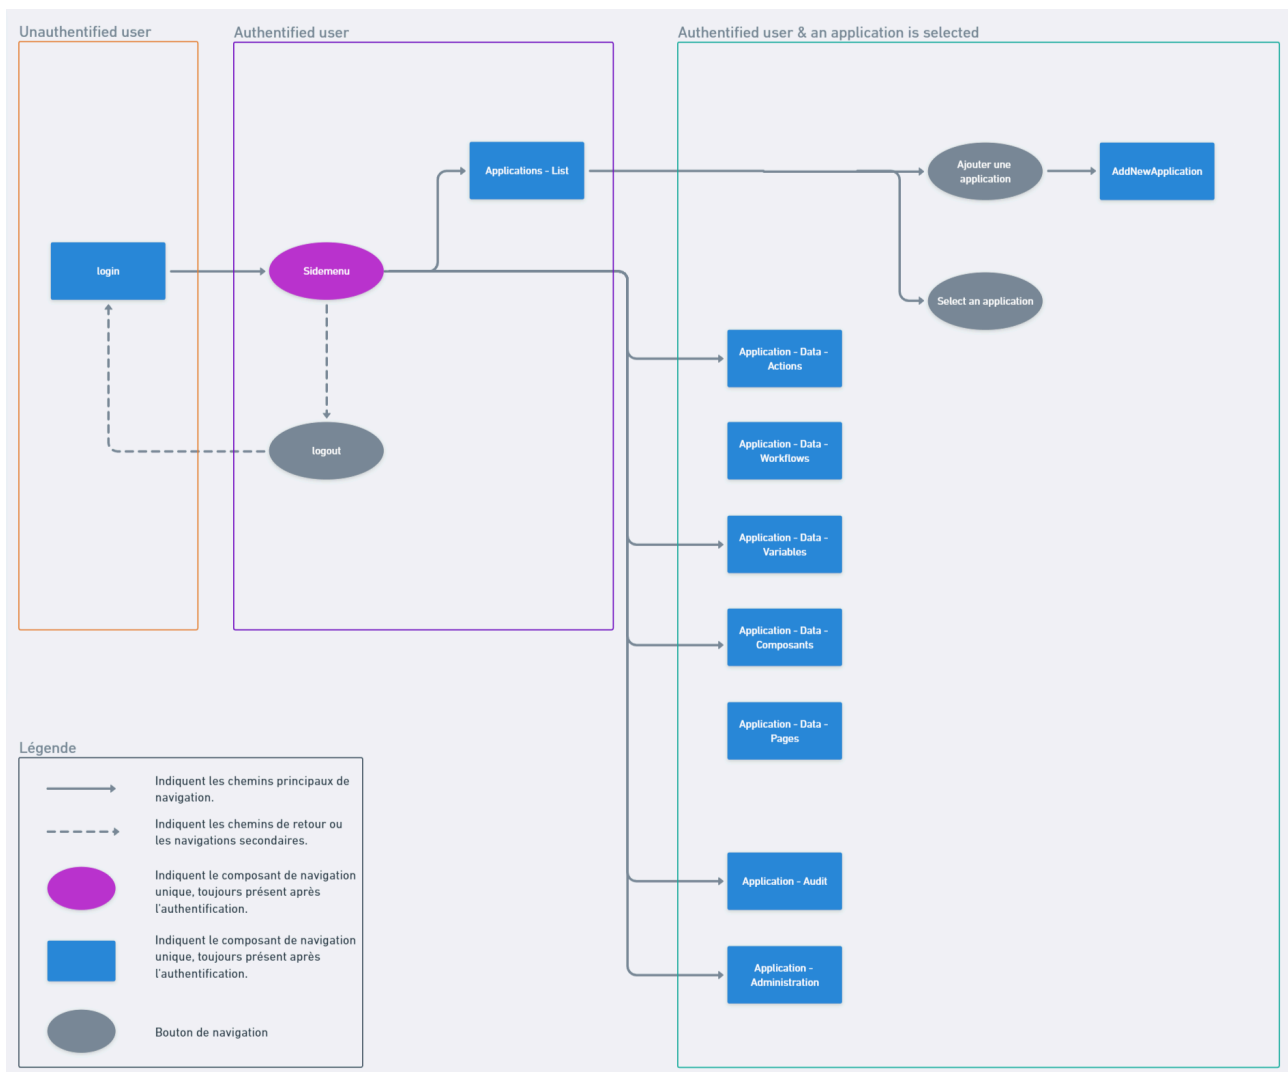 Unauthentified user
Authentified user
Authentified user & an application is selected
Applications - List
Ajouter une
application
AddNewApplication
login
Sidemenu
Select an application
Application - Data -
Actions
logout
Application - Data -
Workflows
Application - Data -
Variables
Application - Data -
Composants
Application - Data -
Pages
Application - Audit
Application -
Administration
Légende
Indiquent les chemins principaux de
navigation.
Indiquent les chemins de retour ou
les navigations secondaires.
Indiquent le composant de navigation
unique, toujours présent après
l'authentification.
Indiquent le composant de navigation
unique, toujours présent après
l'authentification.
Bouton de navigation